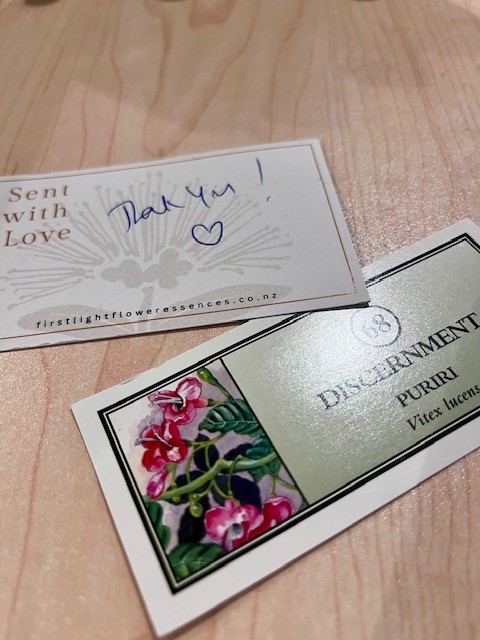 Sent
with
Love
Thank you!
firstlightfloweressences.co.nz
68
DISCERNMENT
PURIRI
Vitex lucens